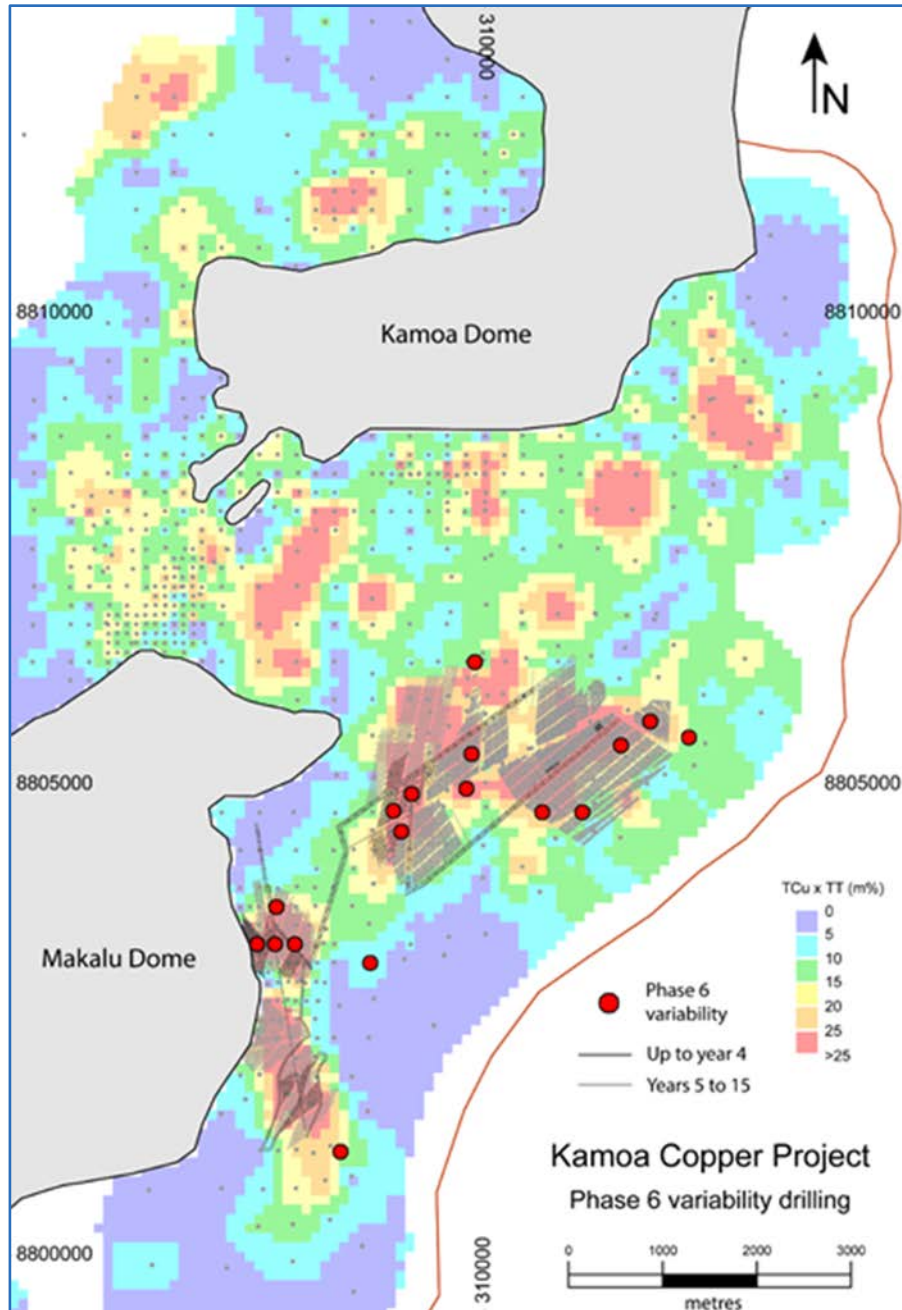 310000
N
8810000
8810000
Kamoa Dome
8805000
8805000
TCu x TT (m%)
0
5
10
15
20
25
>25
Makalu Dome
Phase 6
variability
Up to year 4
Years 5 to 15
Kamoa Copper Project
Phase 6 variability drilling
8800000
310000
0 1000 2000 3000
metres